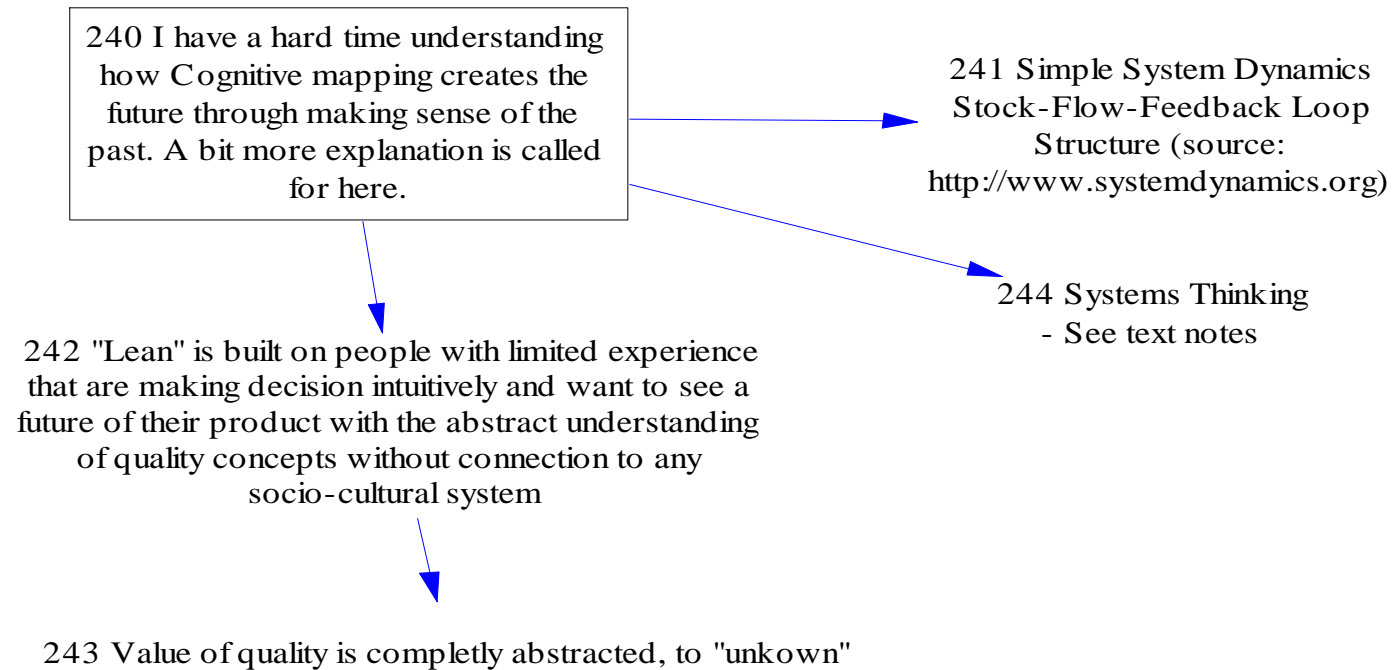 240 I have a hard time understanding
how Cognitive mapping creates the
future through making sense of the
past. A bit more explanation is called
for here.
241 Simple System Dynamics
Stock-Flow-Feedback Loop
Structure (source:
http://www.systemdynamics.org)
244 Systems Thinking
- See text notes
242 "Lean" is built on people with limited experience
that are making decision intuitively and want to see a
future of their product with the abstract understanding
of quality concepts without connection to any
socio-cultural system
243 Value of quality is completly abstracted, to "unkown"